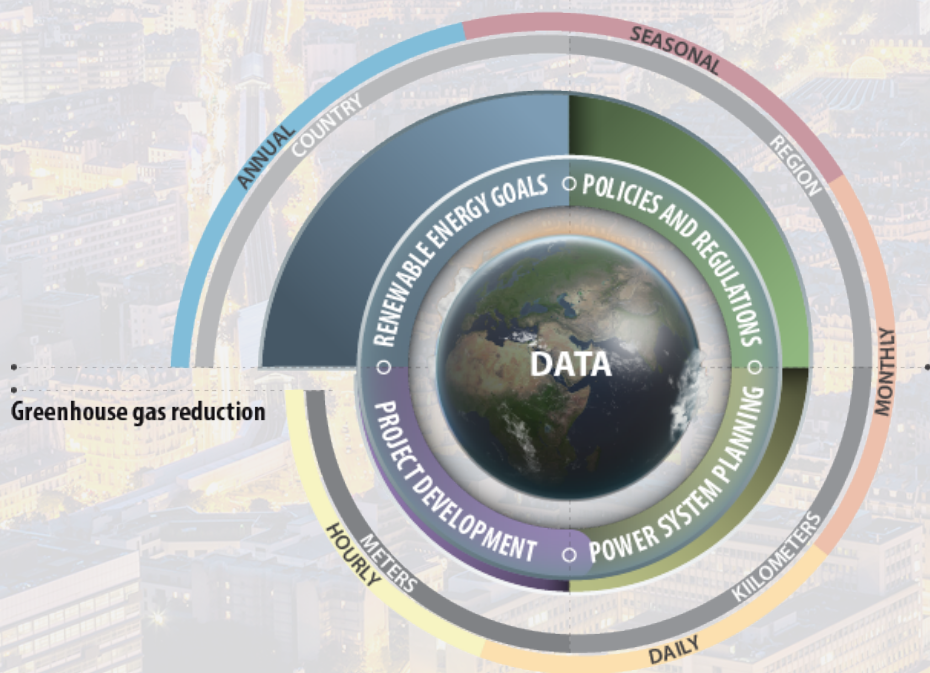 SEASONAL
ANNUAL
COUNTRY
REGION
RENEWABLE ENERGY GOALS
POLICIES AND REGULATIONS
DATA
MONTHLY
Greenhouse gas reduction
PROJECT DEVELOPMENT
POWER SYSTEM PLANNING
HOURLY
METERS
KIILOMETERS
DAILY